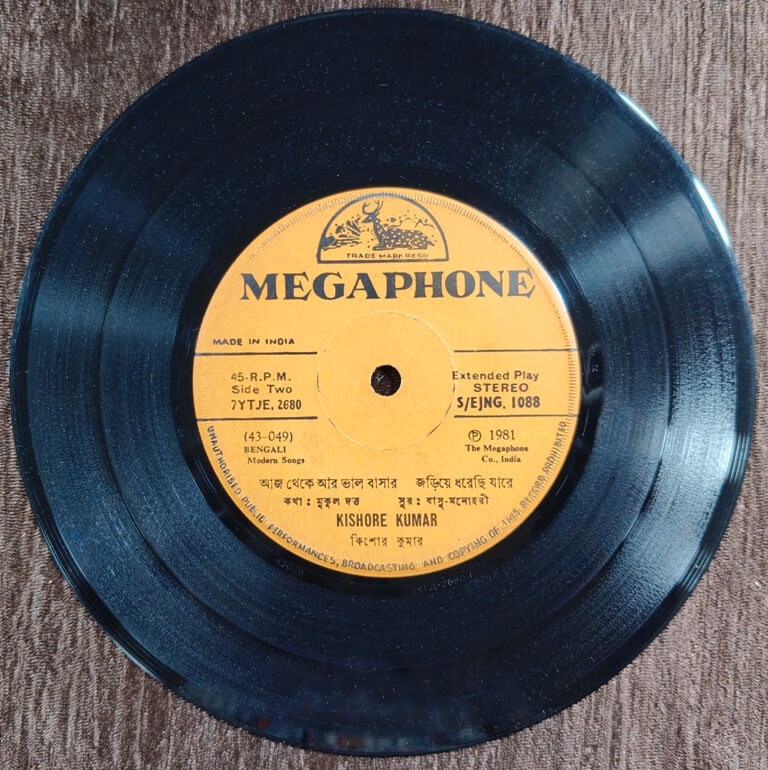 TRADE MARK REGD
MEGAPHONE
MADE IN INDIA
45-R.P.M.
Side Two
7YTJE. 2680
Extended Play
STEREO
S/EJNG. 1088
(43-049)
BENGALI
Modern Songs
Ⓟ 1981
The Megaphone
Co., India
আজ থেকে আর ভাল বাসার জড়িয়ে ধরেছি যারে
কথা : মুকুল দত্ত সুর : বাসু-মনোহরী
KISHORE KUMAR
কিশোর কুমার
UNAUTHORISED PUBLIC PERFORMANCES, BROADCASTING AND COPYING OF THIS RECORD PROHIBITED